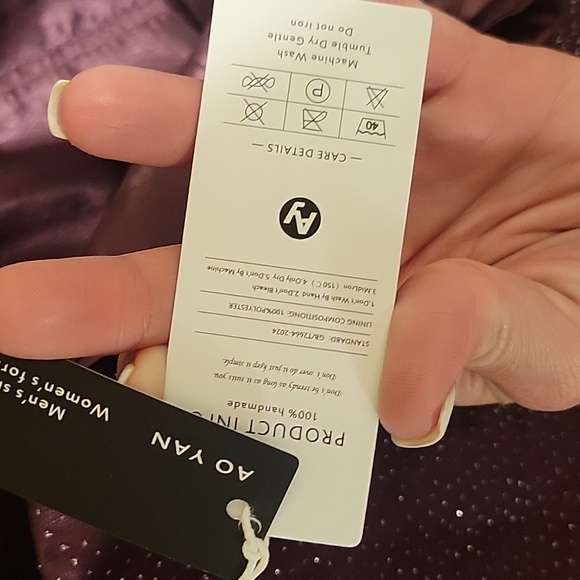 PRODUCT INFO
100% handmade
Don't be trendy as long as it suits you.
Don't over do it just keep it simple.
STANDARD: GB/T2664-2024
LINING COMPOSITIONG: 100%POLYESTER
1.Don't Wash By Hand 2.Don't Bleach
3.MidLron (150℃) 4.Only Dry 5.Don't By Machine
Ay
— CARE DETAILS —
40
P
Machine Wash
Tumble Dry Gentle
Do not iron
AO YAN
Women's for
Men's s